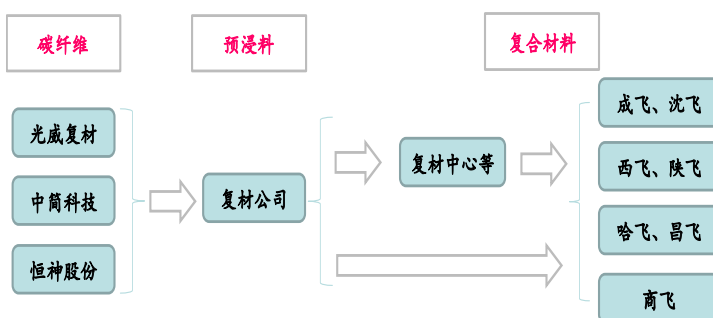 碳纤维
预浸料
复合材料
光威复材
中简科技
恒神股份
复材公司
复材中心等
成飞、沈飞
西飞、陕飞
哈飞、昌飞
商飞